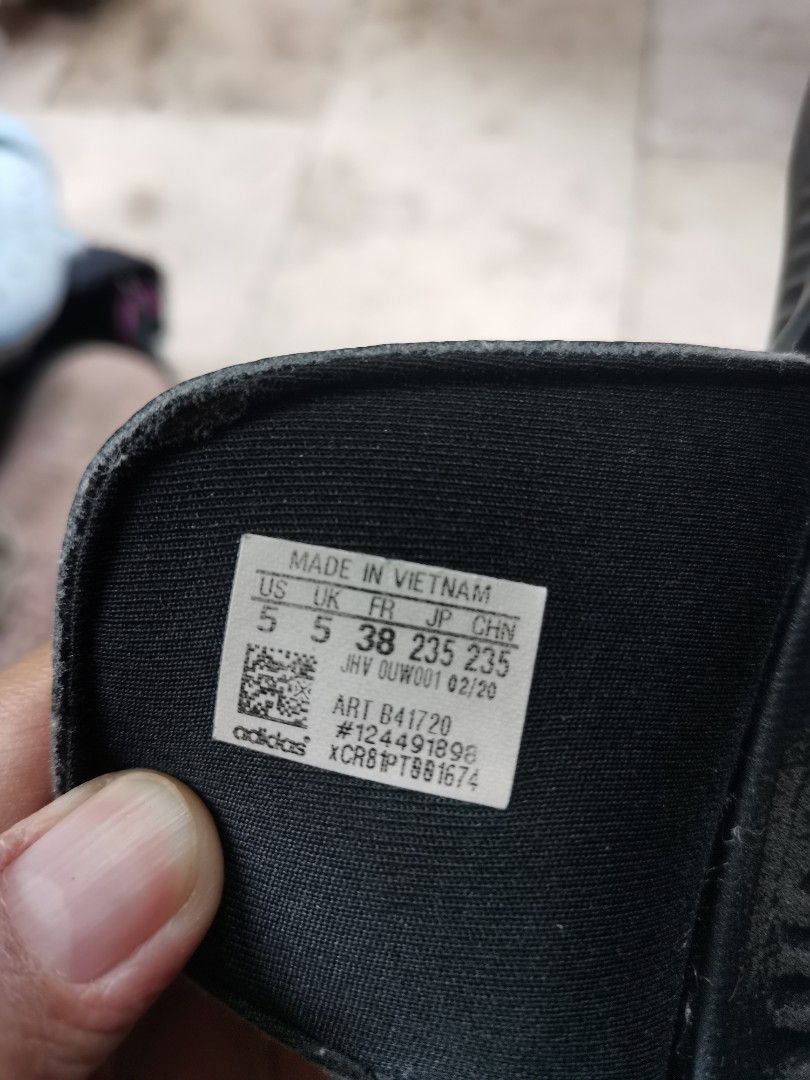 MADE IN VIETNAM
US UK FR JP CHN
5 5 38 235 235
JHV 0UW001 02/20
ART B41720
#124491898
adidas